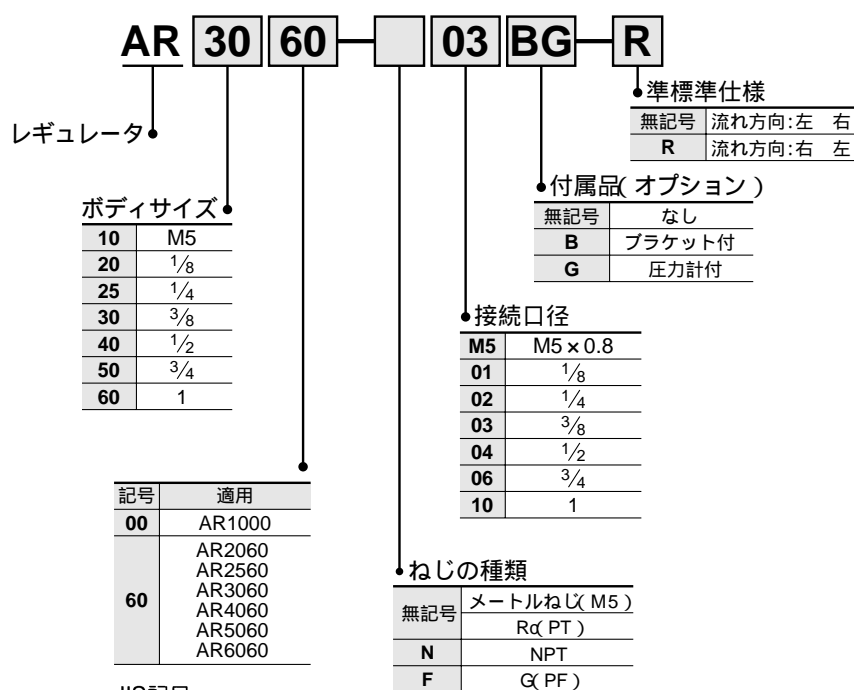 AR 30 60 — 03 BG — R
レギュレータ
準標準仕様
無記号 流れ方向:左 右
R 流れ方向:右 左
付属品(オプション)
無記号 なし
B ブラケット付
G 圧力計付
ボディサイズ
10 M5
20 1/8
25 1/4
30 3/8
40 1/2
50 3/4
60 1
接続口径
M5 M5×0.8
01 1/8
02 1/4
03 3/8
04 1/2
06 3/4
10 1
記号 適用
00 AR1000
60 AR2060
AR2560
AR3060
AR4060
AR5060
AR6060
ねじの種類
無記号 メートルねじ(M5)
Rc(PT)
N NPT
F G(PF)